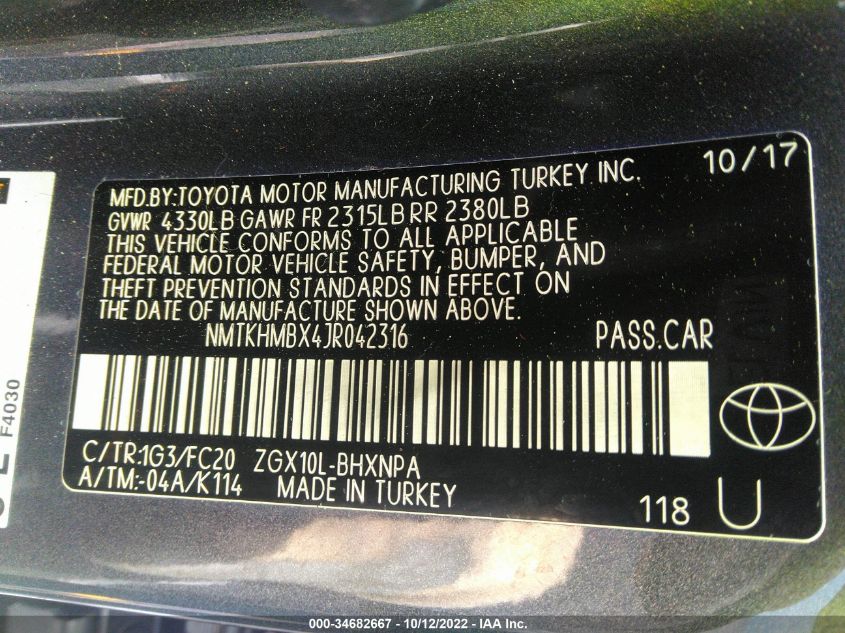 10/17
MFD.BY:TOYOTA MOTOR MANUFACTURING TURKEY INC.
GVWR 4330LB GAWR FR 2315LB RR 2380LB
THIS VEHICLE CONFORMS TO ALL APPLICABLE
FEDERAL MOTOR VEHICLE SAFETY, BUMPER, AND
THEFT PREVENTION STANDARDS IN EFFECT ON
THE DATE OF MANUFACTURE SHOWN ABOVE.
NMTKHMBX4JR042316 PASS.CAR
F4030
C/TR:1G3/FC20 ZGX10L-BHXNPA
A/TM:-04A/K114 MADE IN TURKEY
118 U
000-34682667 - 10/12/2022 - IAA Inc.